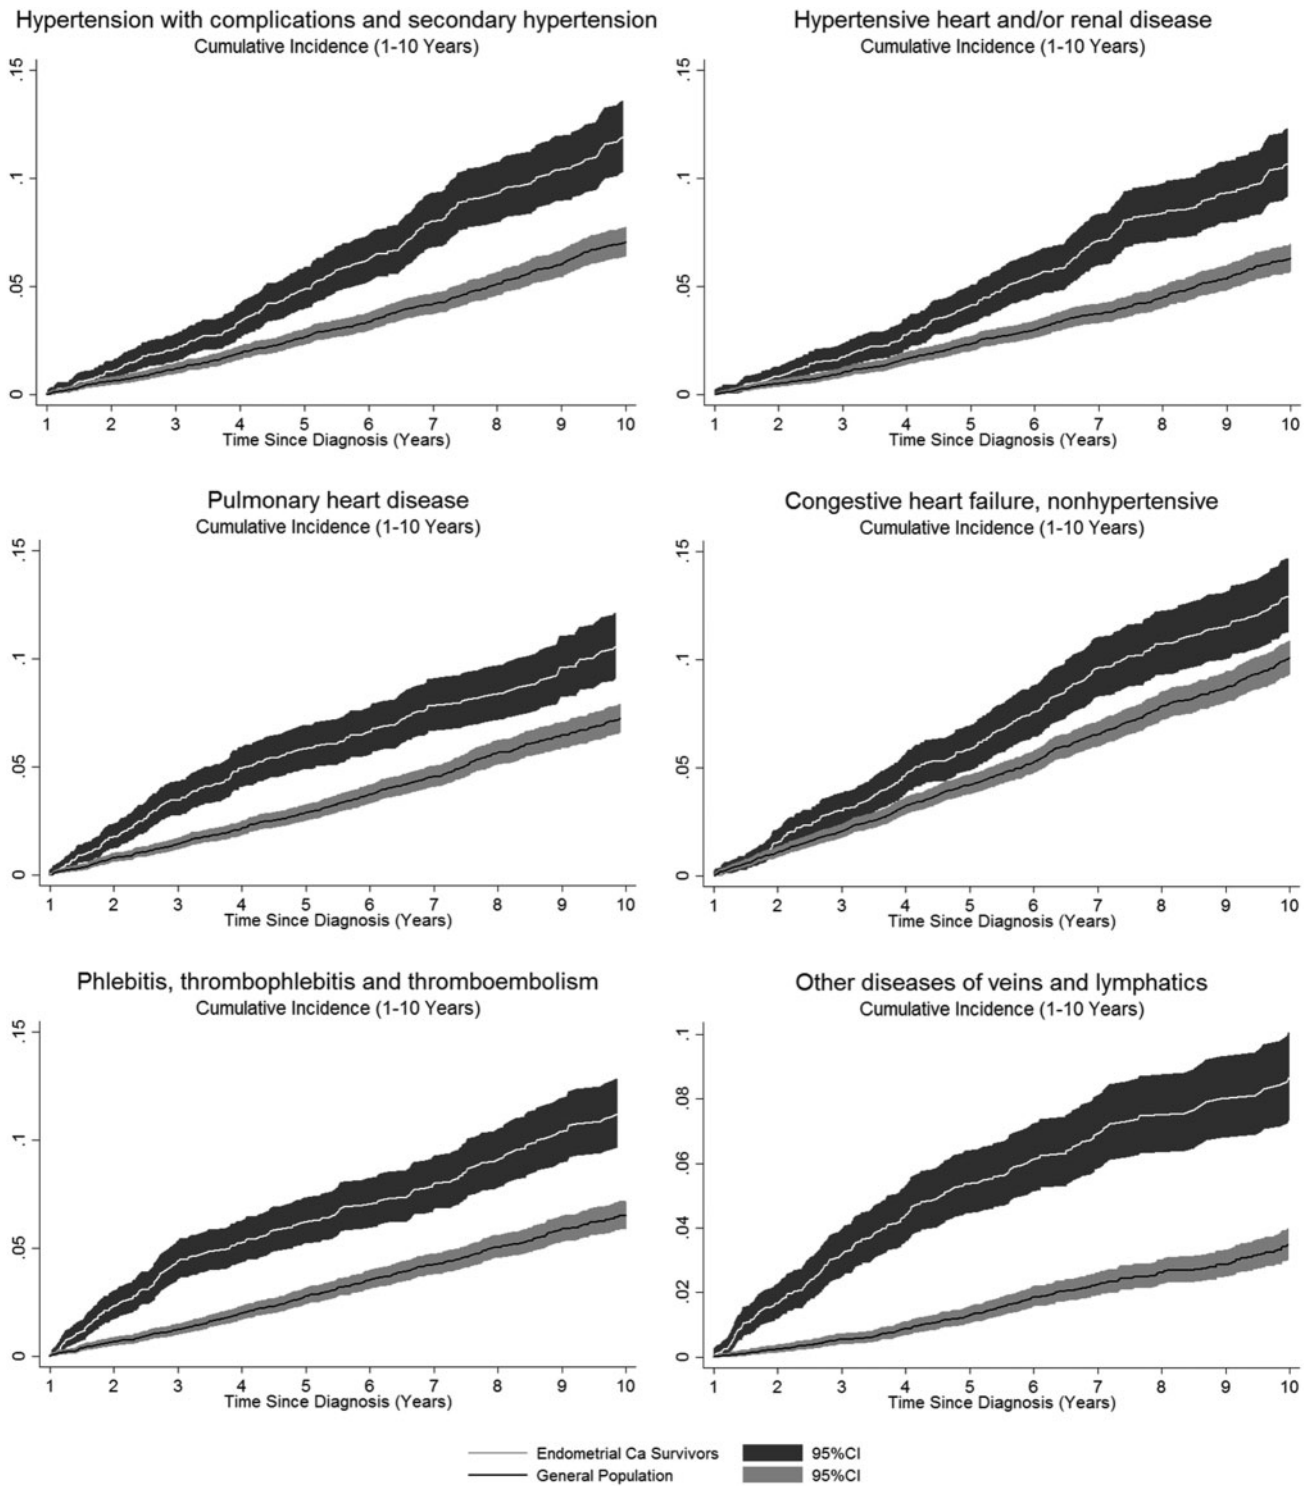 Hypertension with complications and secondary hypertension
Cumulative Incidence (1-10 Years)
.15
.1
.05
0
1 2 3 4 5 6 7 8 9 10
Time Since Diagnosis (Years)
Hypertensive heart and/or renal disease
Cumulative Incidence (1-10 Years)
.15
.1
.05
0
1 2 3 4 5 6 7 8 9 10
Time Since Diagnosis (Years)
Pulmonary heart disease
Cumulative Incidence (1-10 Years)
.15
.1
.05
0
1 2 3 4 5 6 7 8 9 10
Time Since Diagnosis (Years)
Congestive heart failure, nonhypertensive
Cumulative Incidence (1-10 Years)
.15
.1
.05
0
1 2 3 4 5 6 7 8 9 10
Time Since Diagnosis (Years)
Phlebitis, thrombophlebitis and thromboembolism
Cumulative Incidence (1-10 Years)
.15
.1
.05
0
1 2 3 4 5 6 7 8 9 10
Time Since Diagnosis (Years)
Other diseases of veins and lymphatics
Cumulative Incidence (1-10 Years)
.1
.08
.06
.04
.02
0
1 2 3 4 5 6 7 8 9 10
Time Since Diagnosis (Years)
Endometrial Ca Survivors 95%CI
General Population 95%CI